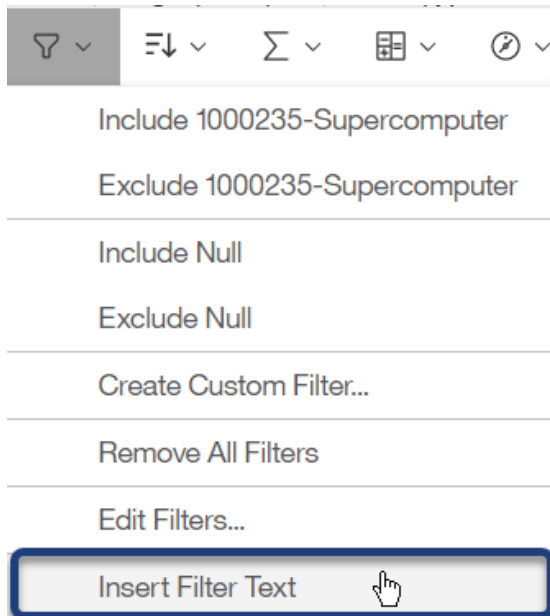 Include 1000235-Supercomputer
Exclude 1000235-Supercomputer
Include Null
Exclude Null
Create Custom Filter...
Remove All Filters
Edit Filters...
Insert Filter Text